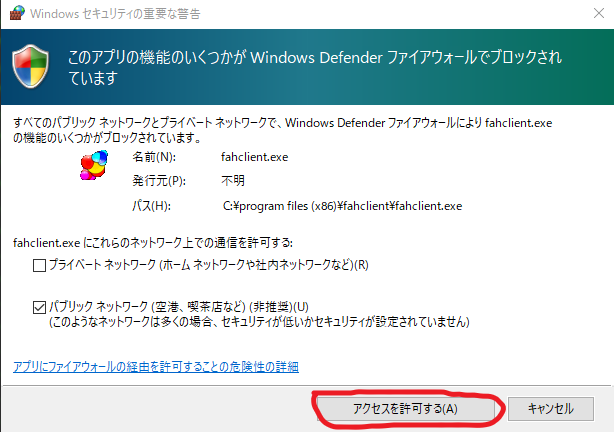 Windows セキュリティの重要な警告
このアプリの機能のいくつかが Windows Defender ファイアウォールでブロックされ
ています
すべてのパブリック ネットワークとプライベート ネットワークで、Windows Defender ファイアウォールにより fahclient.exe
の機能のいくつかがブロックされています。
名前(N): fahclient.exe
発行元(P): 不明
パス(H): C:¥program files (x86)¥fahclient¥fahclient.exe
fahclient.exe にこれらのネットワーク上での通信を許可する:
プライベート ネットワーク (ホーム ネットワークや社内ネットワークなど)(R)
パブリック ネットワーク (空港、喫茶店など) (非推奨)(U)
(このようなネットワークは多くの場合、セキュリティが低いかセキュリティが設定されていません)
アプリにファイアウォールの経由を許可することの危険性の詳細
アクセスを許可する(A) キャンセル